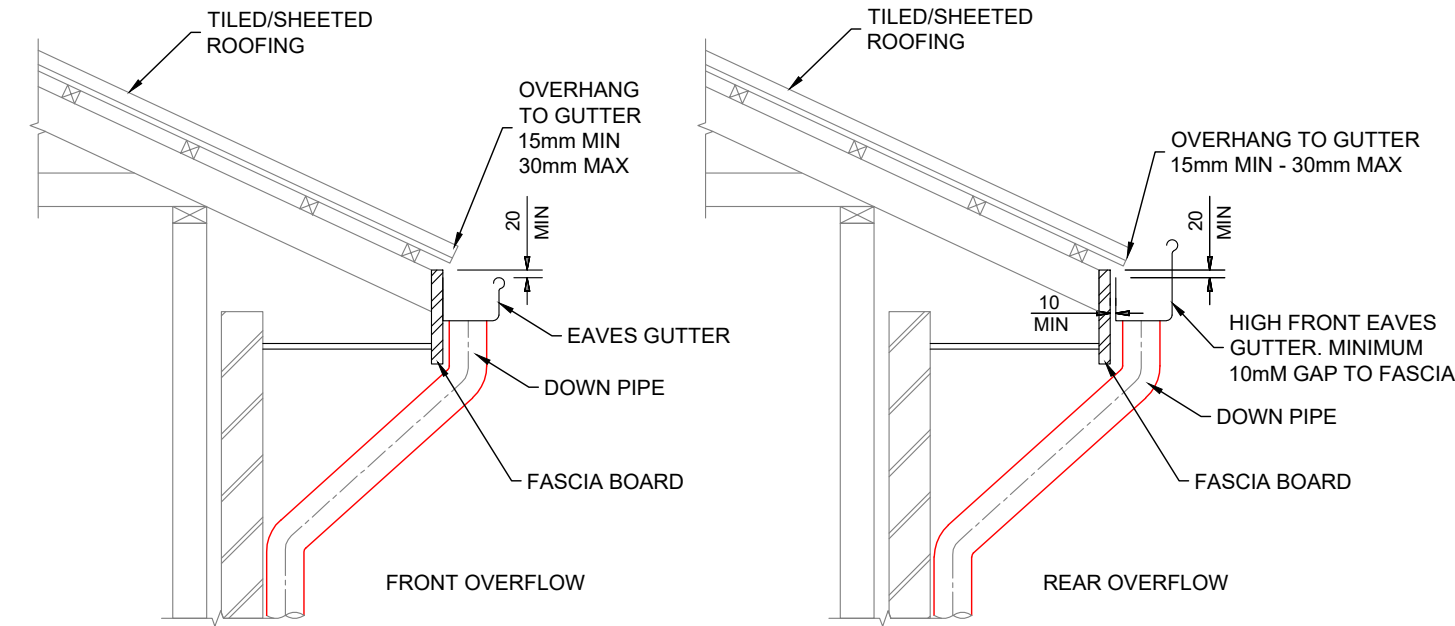 TILED/SHEETED
ROOFING
OVERHANG
TO GUTTER
15mm MIN
30mm MAX
20
MIN
EAVES GUTTER
DOWN PIPE
FASCIA BOARD
FRONT OVERFLOW
TILED/SHEETED
ROOFING
OVERHANG TO GUTTER
15mm MIN - 30mm MAX
20
MIN
10
MIN
HIGH FRONT EAVES
GUTTER. MINIMUM
10mM GAP TO FASCIA
DOWN PIPE
FASCIA BOARD
REAR OVERFLOW